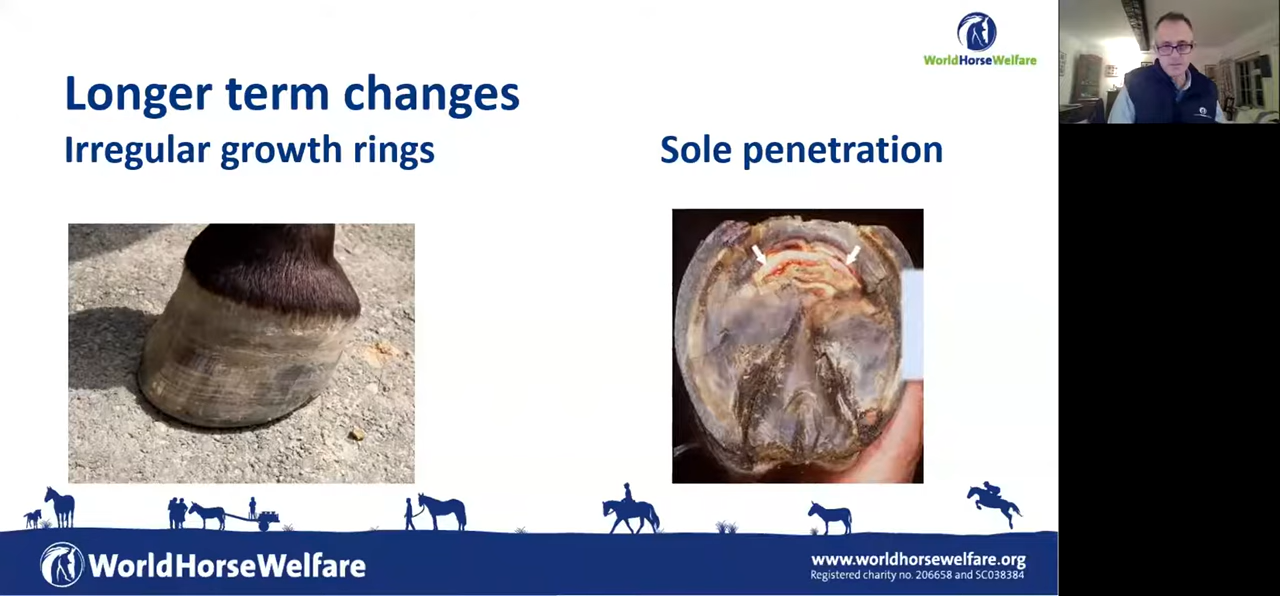 WorldHorseWelfare
Longer term changes
Irregular growth rings
Sole penetration
WorldHorseWelfare
www.worldhorsewelfare.org
Registered charity no. 206658 and SC038384